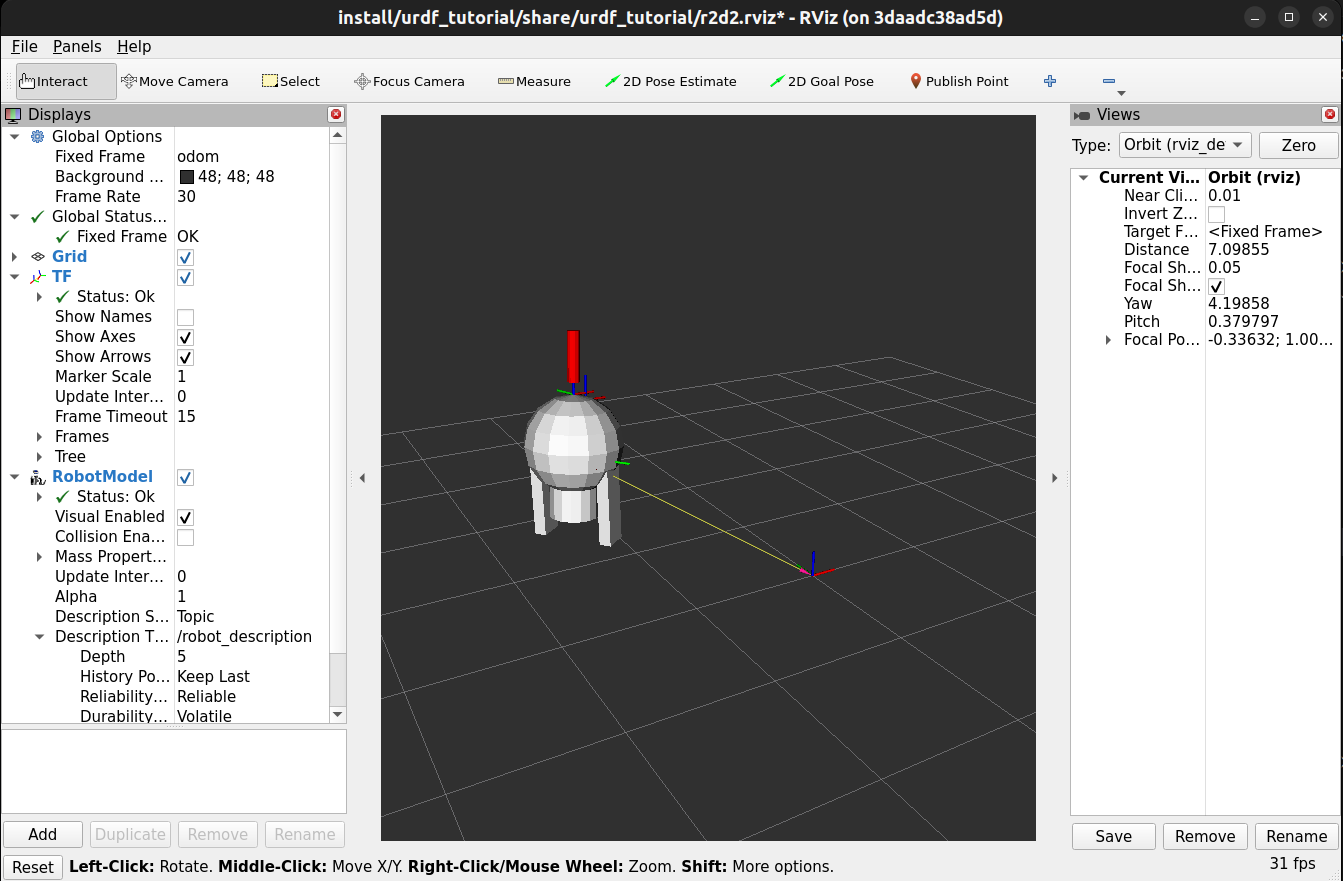 install/urdf_tutorial/share/urdf_tutorial/r2d2.rviz* - RViz (on 3daadc38ad5d)
File Panels Help
Interact Move Camera Select Focus Camera Measure 2D Pose Estimate 2D Goal Pose Publish Point
Displays
Global Options
Fixed Frame odom
Background ... 48; 48; 48
Frame Rate 30
Global Status...
Fixed Frame OK
Grid
TF
Status: Ok
Show Names
Show Axes
Show Arrows
Marker Scale 1
Update Inter... 0
Frame Timeout 15
Frames
Tree
RobotModel
Status: Ok
Visual Enabled
Collision Ena...
Mass Propert...
Update Inter... 0
Alpha 1
Description S... Topic
Description T... /robot_description
Depth 5
History Po... Keep Last
Reliability... Reliable
Durability... Volatile
Add Duplicate Remove Rename
Views
Type: Orbit (rviz_de Zero
Current Vi... Orbit (rviz)
Near Cli... 0.01
Invert Z...
Target F... <Fixed Frame>
Distance 7.09855
Focal Sh... 0.05
Focal Sh...
Yaw 4.19858
Pitch 0.379797
Focal Po... -0.33632; 1.00...
Save Remove Rename
Reset Left-Click: Rotate. Middle-Click: Move X/Y. Right-Click/Mouse Wheel: Zoom. Shift: More options. 31 fps